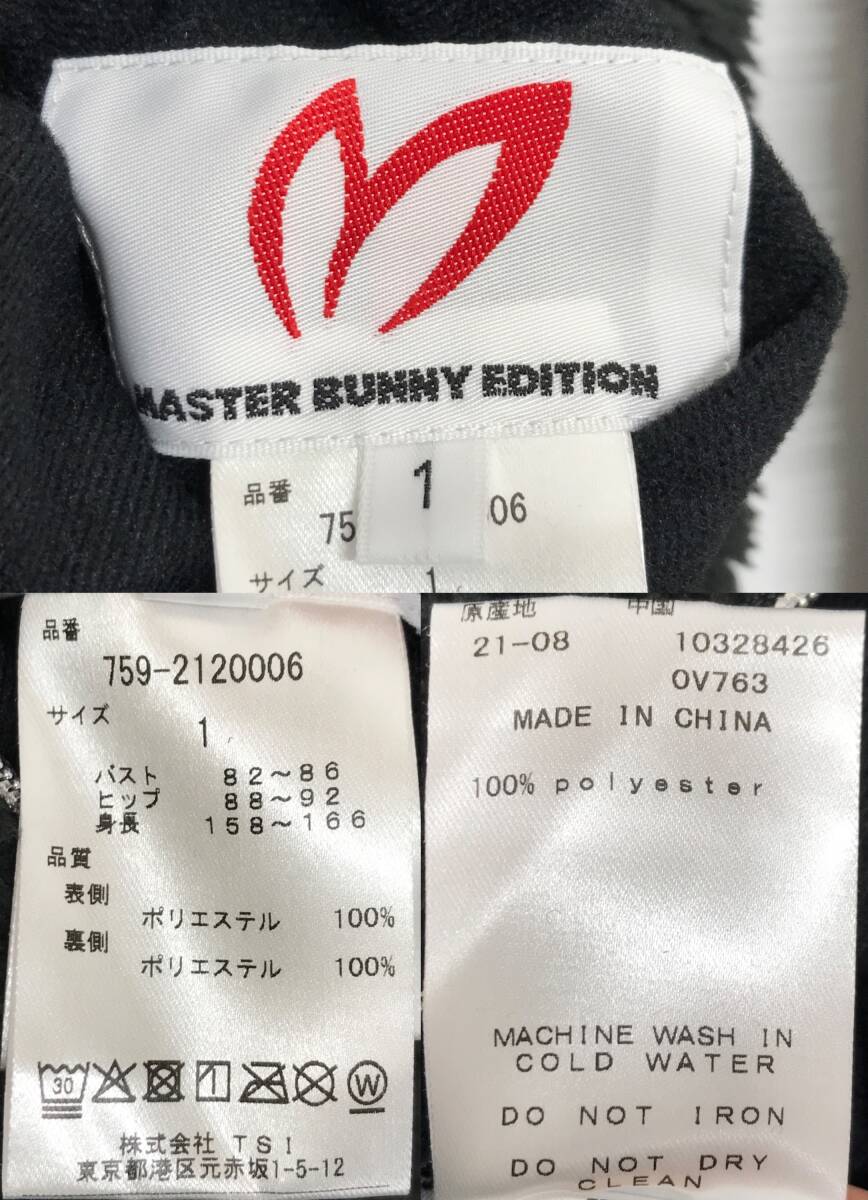 MASTER BUNNY EDITION
1
品番
75 06
サイズ
1
品番
759-2120006
サイズ
1
バスト 82~86
ヒップ 88~92
身長 158~166
品質
表側
ポリエステル 100%
裏側
ポリエステル 100%
30
W
株式会社 TSI
東京都港区元赤坂1-5-12
原産地 中国
21-08 10328426
0V763
MADE IN CHINA
100% polyester
MACHINE WASH IN
COLD WATER
DO NOT IRON
DO NOT DRY
CLEAN